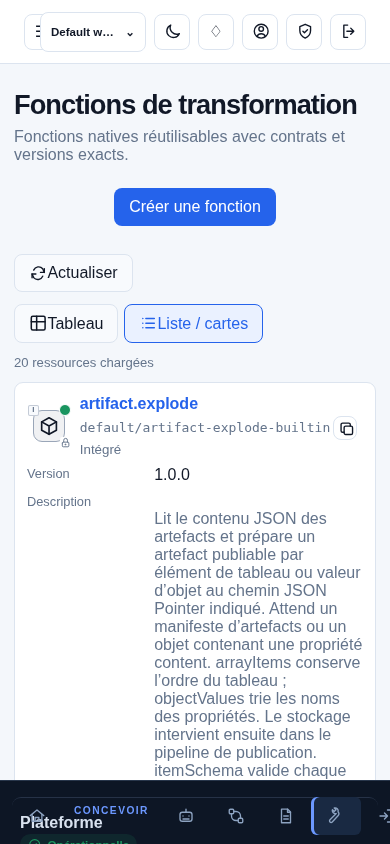 Default w...
Fonctions de transformation
Fonctions natives réutilisables avec contrats et
versions exacts.
Créer une fonction
Actualiser
Tableau
Liste / cartes
20 ressources chargées
artifact.explode
default/artifact-explode-builtin
Intégré
Version
1.0.0
Description
Lit le contenu JSON des
artefacts et prépare un
artefact publiable par
élément de tableau ou valeur
d’objet au chemin JSON
Pointer indiqué. Attend un
manifeste d’artefacts ou un
objet contenant une propriété
content. arrayItems conserve
l’ordre du tableau ;
objectValues trie les noms
des propriétés. Le stockage
intervient ensuite dans le
pipeline de publication.
itemSchema valide chaque
CONCEVOIR
Plateforme
Opérationnelle